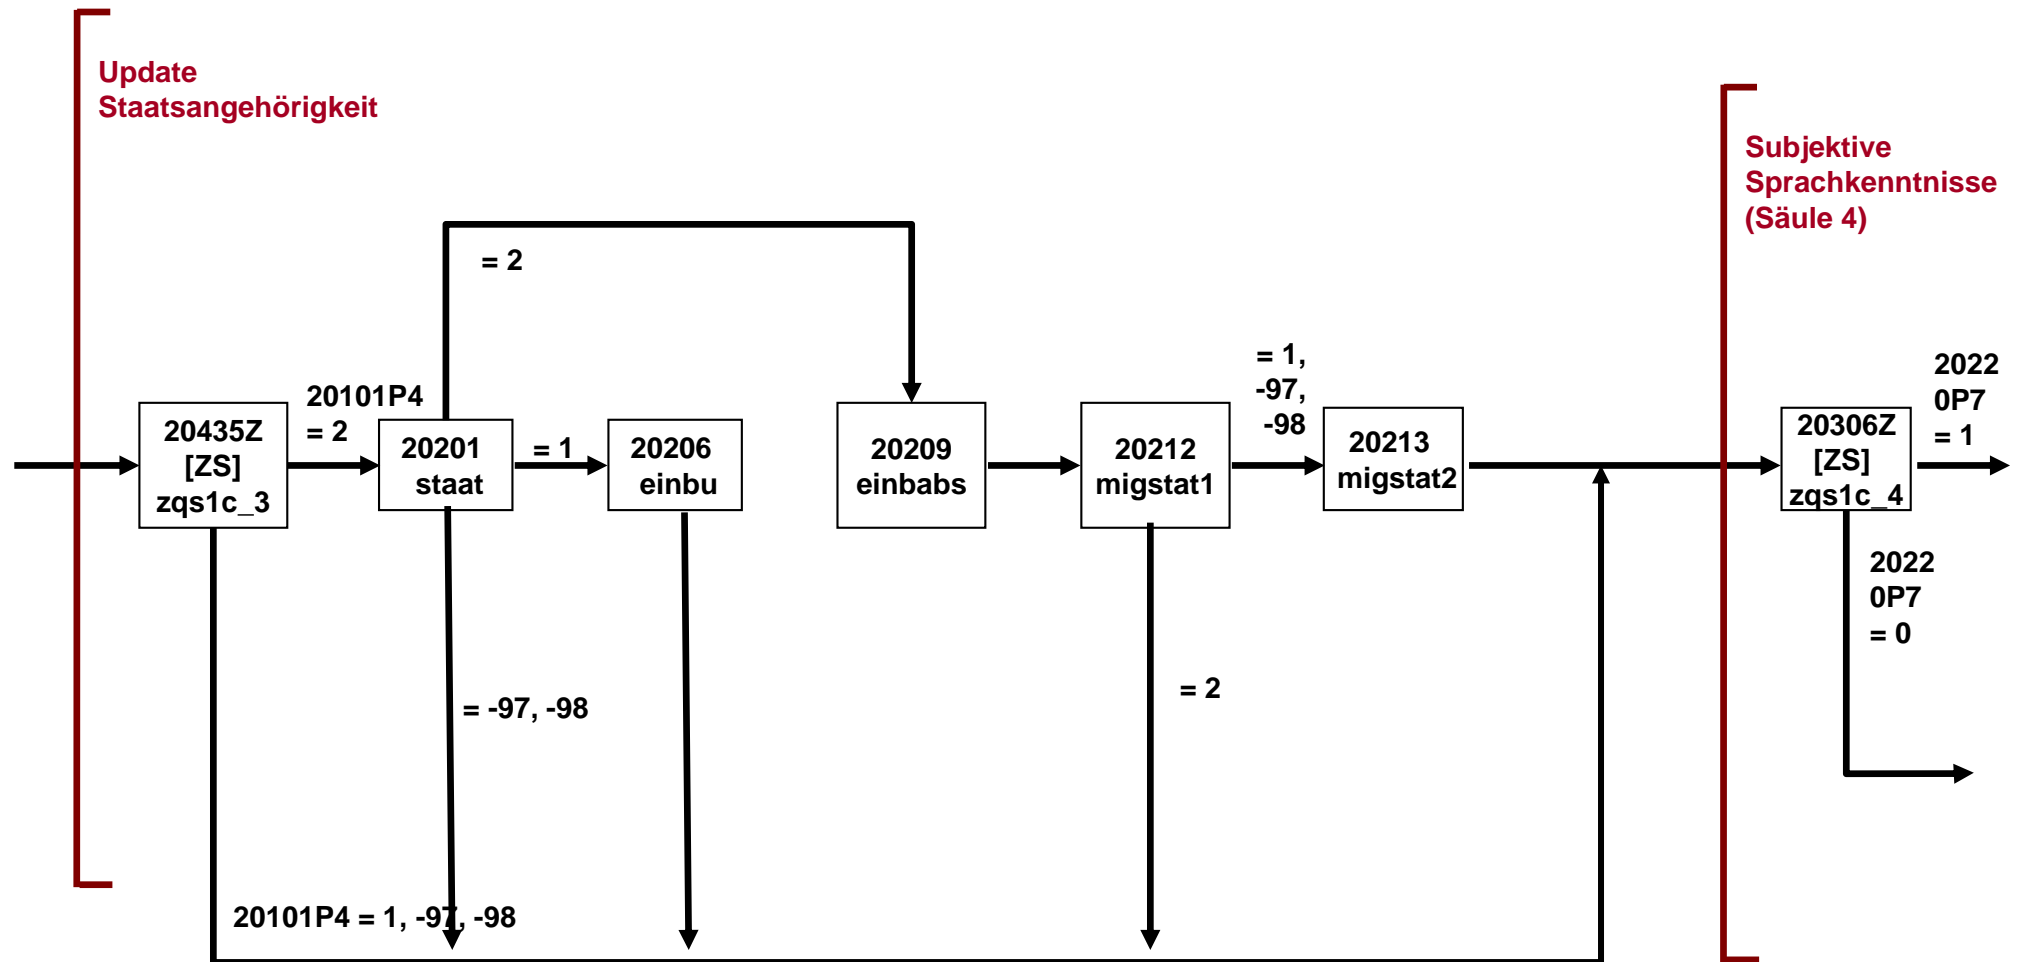 Update
Staatsangehörigkeit
Subjektive
Sprachkenntnisse
(Säule 4)
= 2
20101P4
= 2
= 1,
-97,
-98
2022
0P7
= 1
20435Z
[ZS]
zqs1c_3
20201
staat
= 1
20206
einbu
20209
einbabs
20212
migstat1
20213
migstat2
20306Z
[ZS]
zqs1c_4
2022
0P7
= 0
= -97, -98
= 2
20101P4 = 1, -97, -98